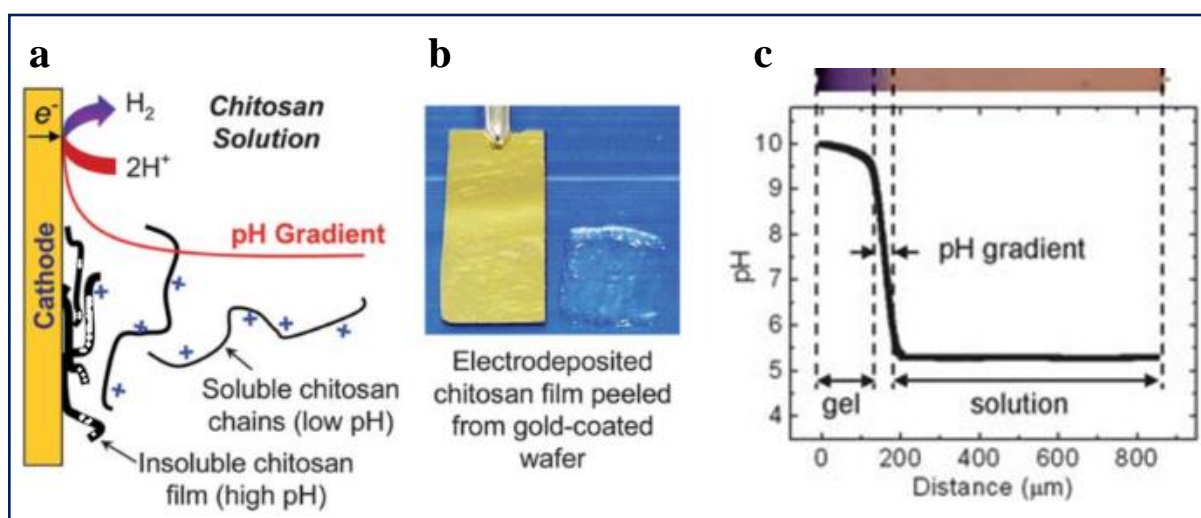 a
b
c
e-
H2
2H+
Chitosan
Solution
pH Gradient
Cathode
Soluble chitosan
chains (low pH)
Insoluble chitosan
film (high pH)
Electrodeposited
chitosan film peeled
from gold-coated
wafer
10
9
8
7
6
5
4
pH
pH gradient
gel
solution
0 200 400 600 800
Distance (μm)